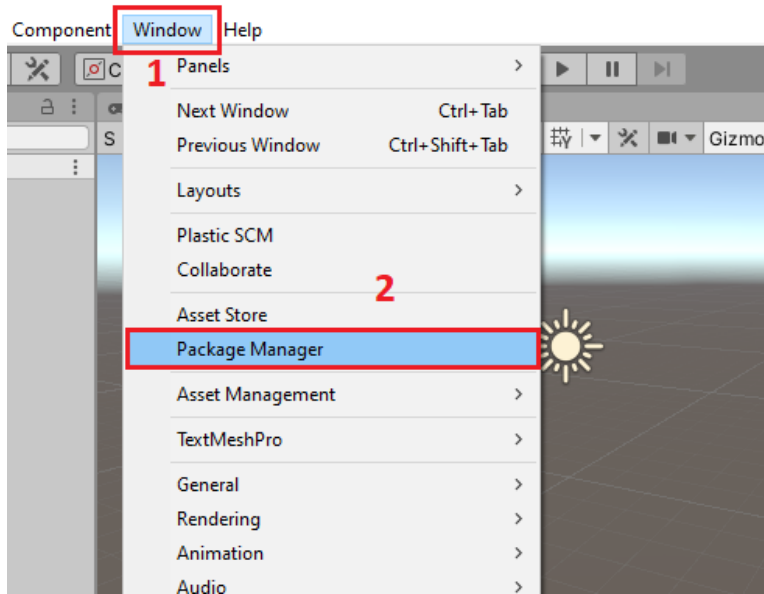 Component Window Help
1
C
Panels >
Next Window Ctrl+Tab
S
Gizmo
Previous Window Ctrl+Shift+Tab
Layouts >
Plastic SCM
Collaborate
2
Asset Store
Package Manager
Asset Management >
TextMeshPro >
General >
Rendering >
Animation >
Audio >